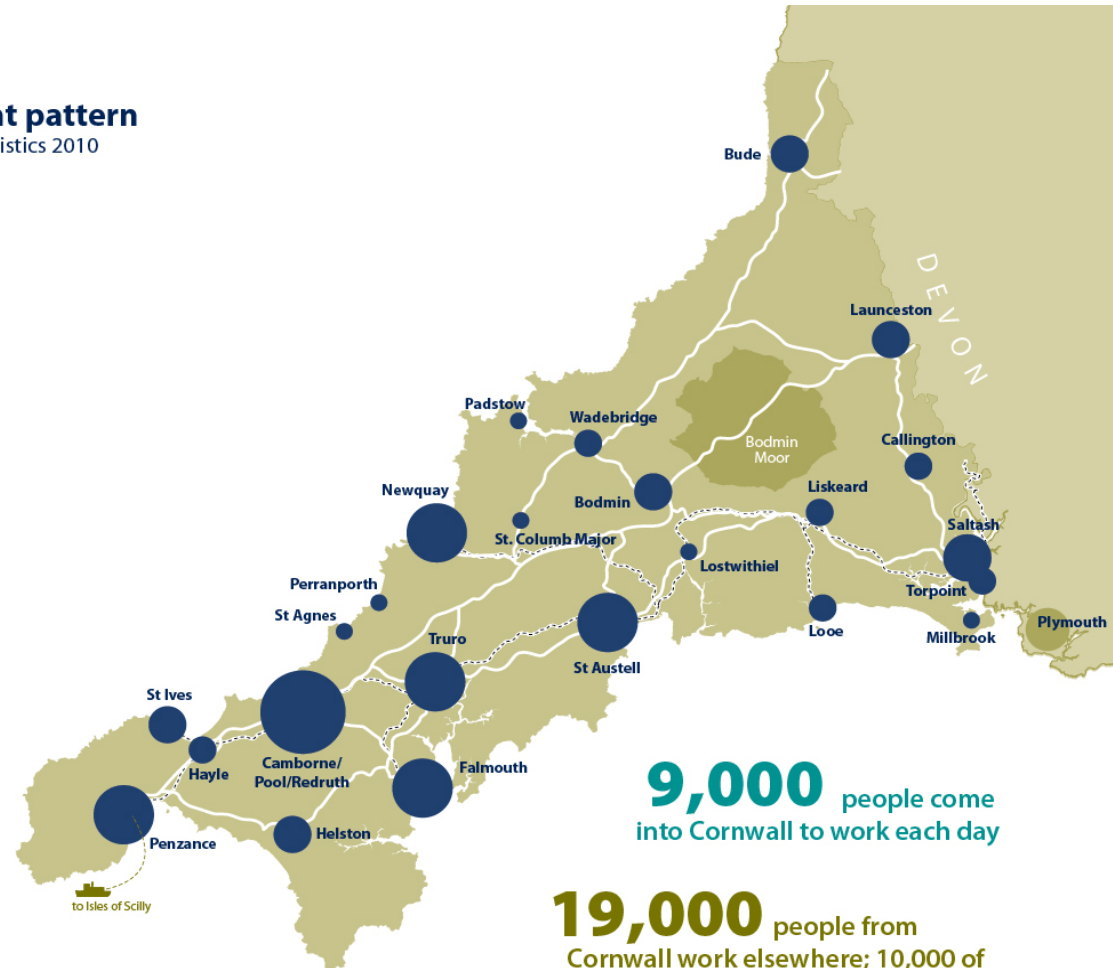 nt pattern
istics 2010
Bude
DEVON
Launceston
Padstow
Wadebridge
Callington
Bodmin
Moor
Newquay
Bodmin
Liskeard
St. Columb Major
Saltash
Lostwithiel
Perranporth
Torpoint
St Agnes
Truro
Looe
Millbrook
Plymouth
St Austell
St Ives
Hayle
Camborne/
Pool/Redruth
Falmouth
Helston
Penzance
to Isles of Scilly
9,000 people come
into Cornwall to work each day
19,000 people from
Cornwall work elsewhere; 10,000 of